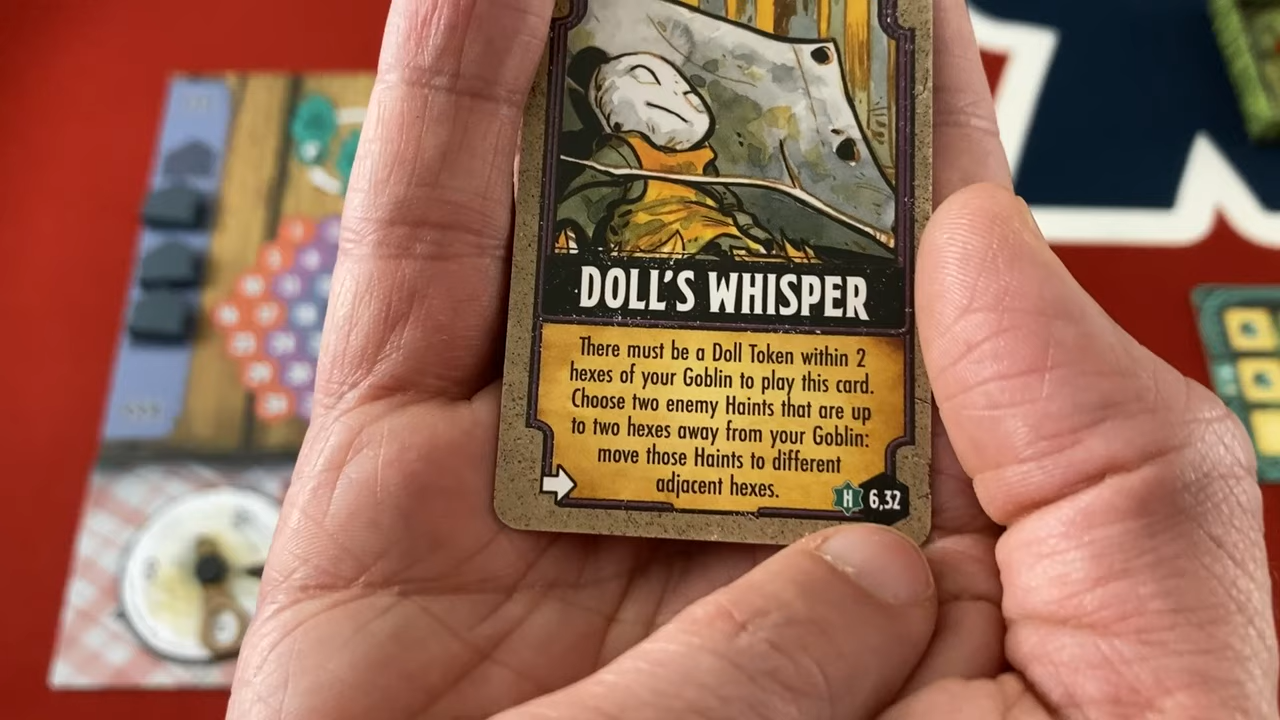 DOLL'S WHISPER
There must be a Doll Token within 2
hexes of your Goblin to play this card.
Choose two enemy Haints that are up
to two hexes away from your Goblin:
move those Haints to different
adjacent hexes.
H 6,32